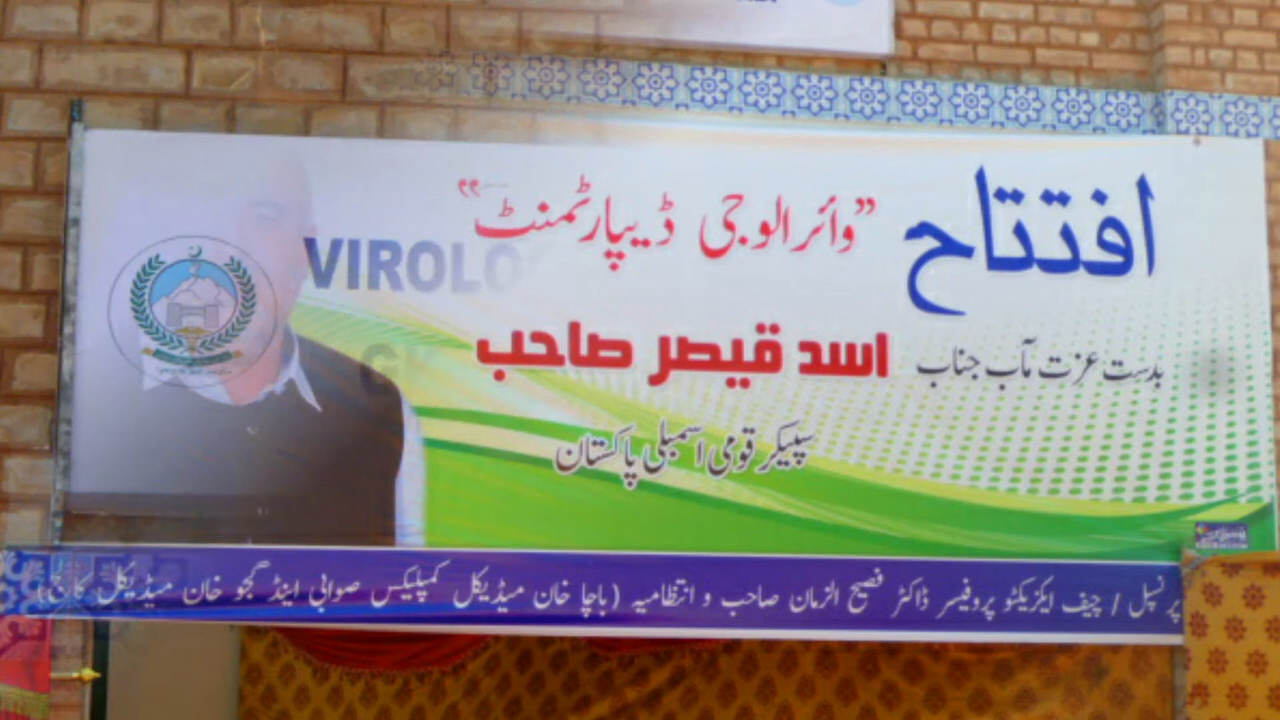 افتتاح
”وائرالوجی ڈیپارٹمنٹ“
VIROLO
بدست عزت مآب جناب اسد قیصر صاحب
سپیکر قومی اسمبلی پاکستان
پرنسپل / چیف ایگزیکٹو پروفیسر ڈاکٹر فصیح الزمان صاحب و انتظامیہ (باچا خان میڈیکل کمپلیکس صوابی اینڈ گجو خان میڈیکل کالج)